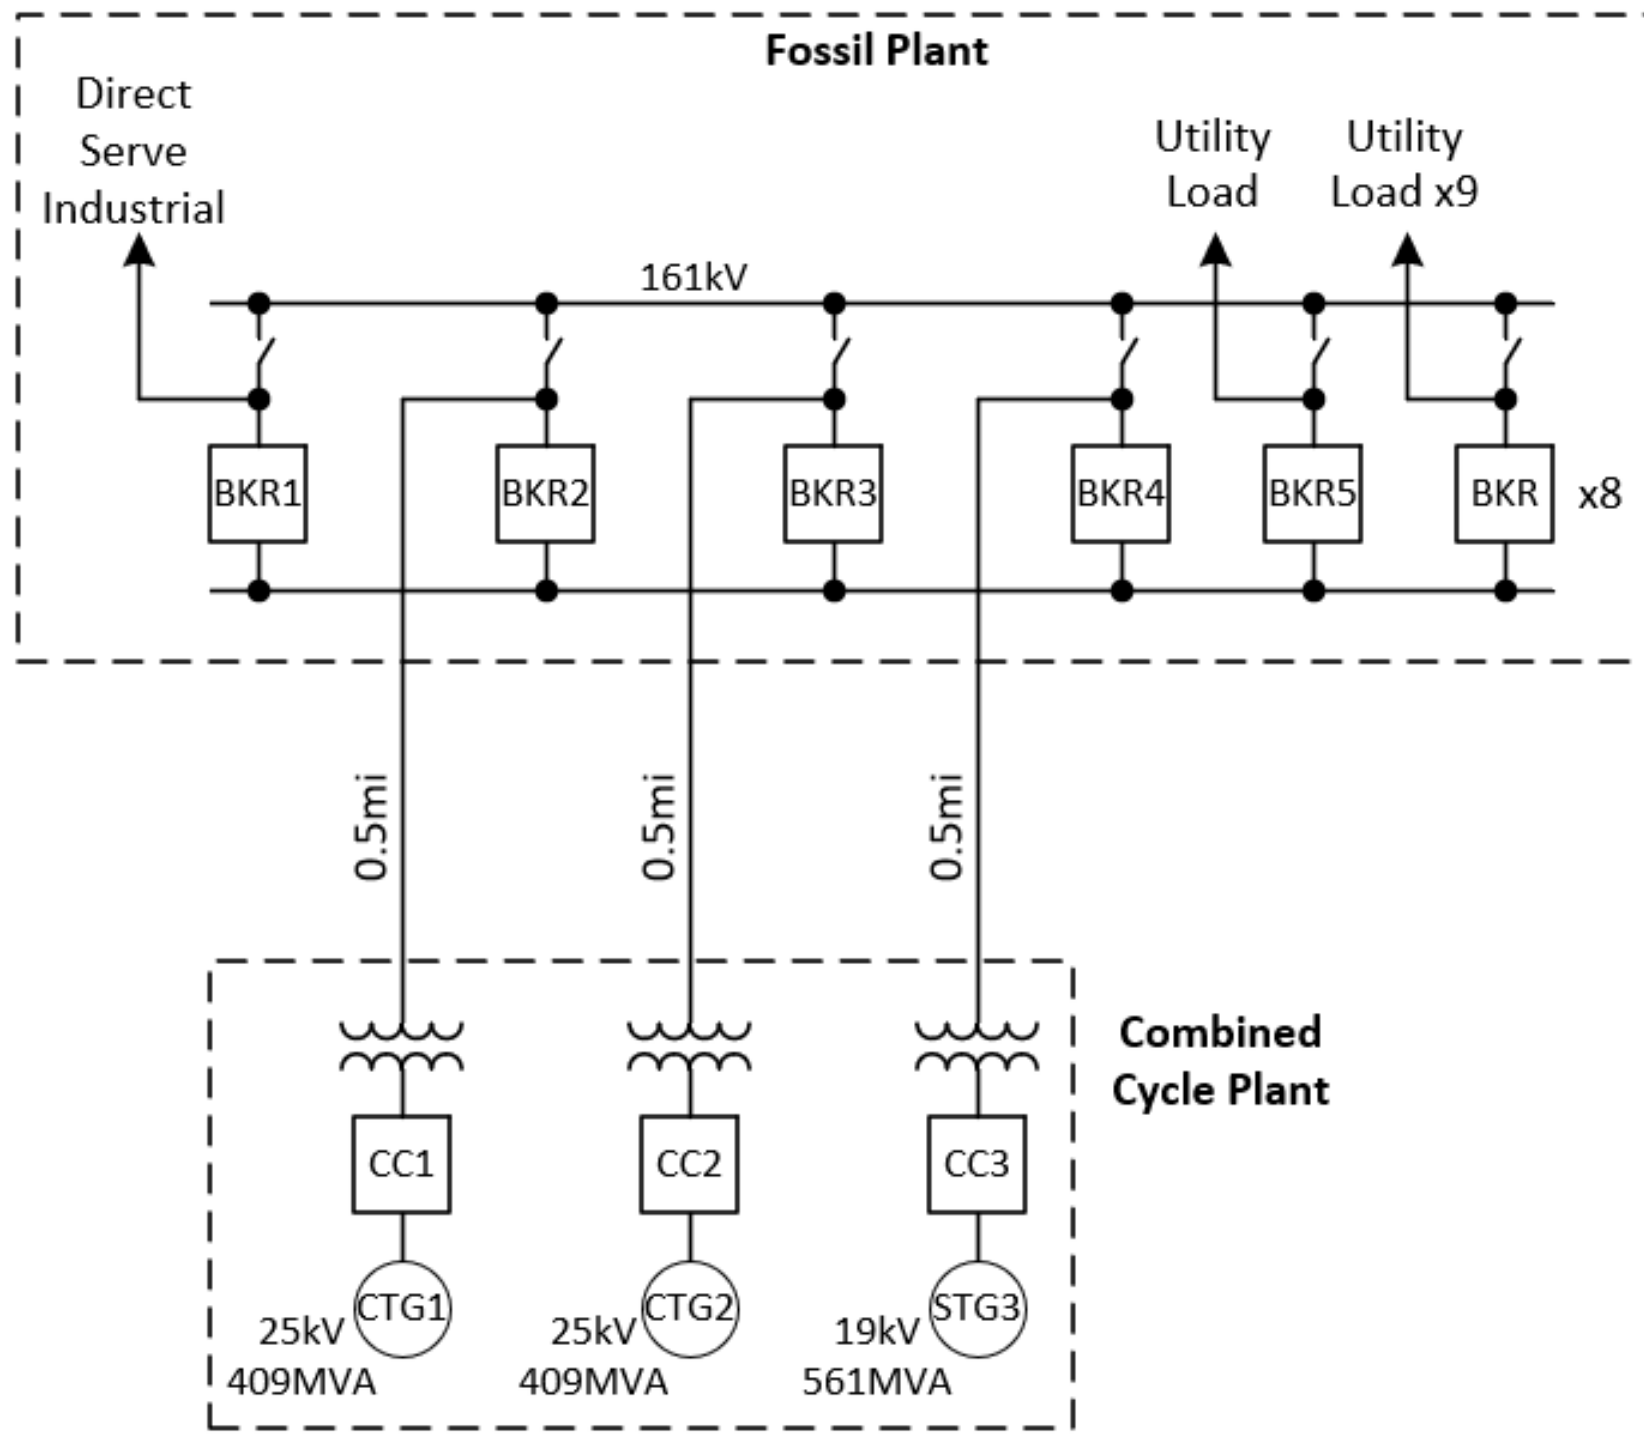 Fossil Plant
Direct
Serve
Industrial
Utility
Load
Utility
Load x9
161kV
BKR1
BKR2
BKR3
BKR4
BKR5
BKR
x8
0.5mi
0.5mi
0.5mi
Combined
Cycle Plant
CC1
CC2
CC3
CTG1
25kV
409MVA
CTG2
25kV
409MVA
STG3
19kV
561MVA